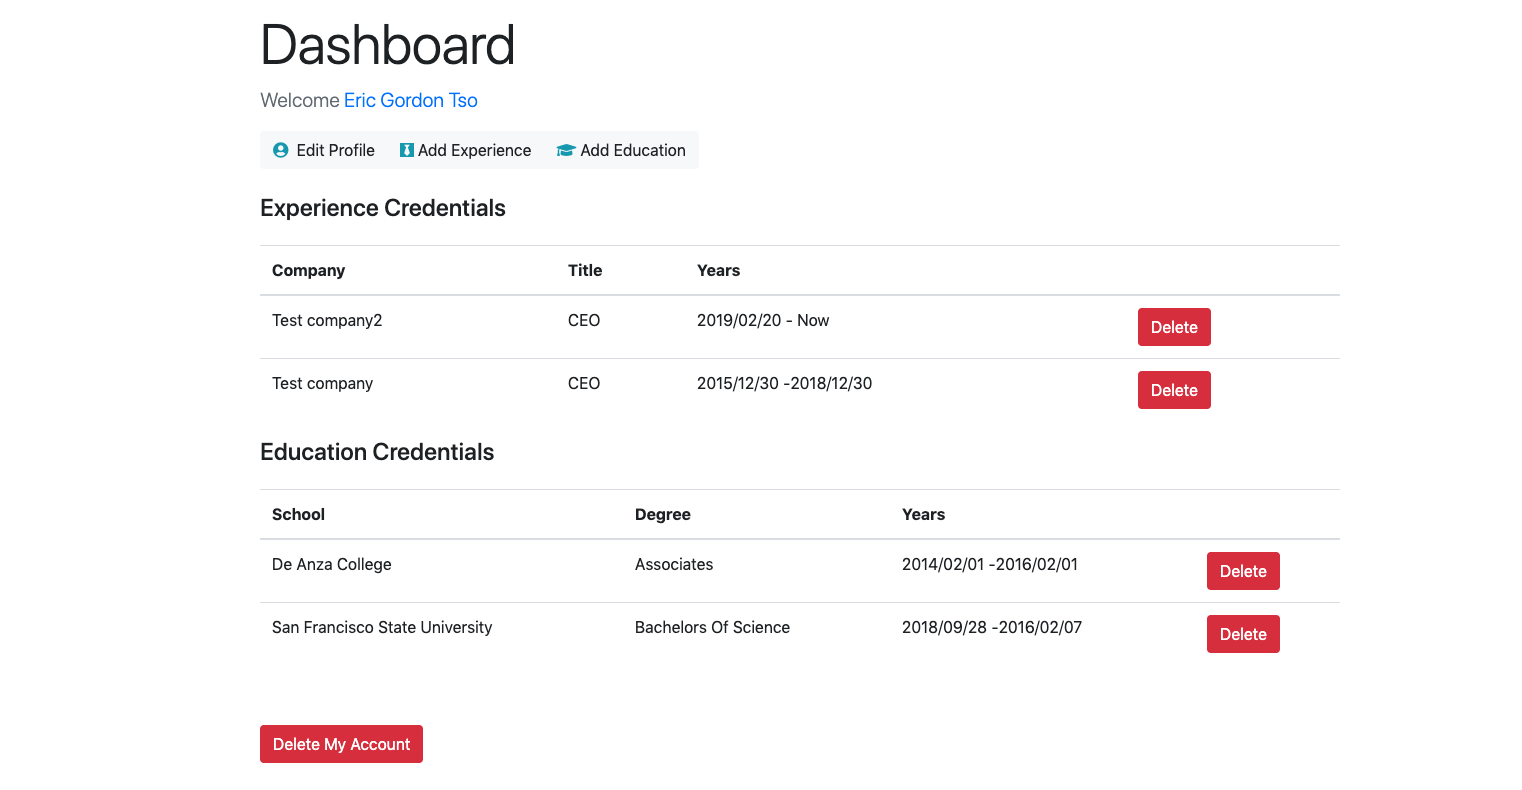 Dashboard
Welcome Eric Gordon Tso
Edit Profile Add Experience Add Education
Experience Credentials
Company Title Years
Test company2 CEO 2019/02/20 - Now Delete
Test company CEO 2015/12/30 -2018/12/30 Delete
Education Credentials
School Degree Years
De Anza College Associates 2014/02/01 -2016/02/01 Delete
San Francisco State University Bachelors Of Science 2018/09/28 -2016/02/07 Delete
Delete My Account